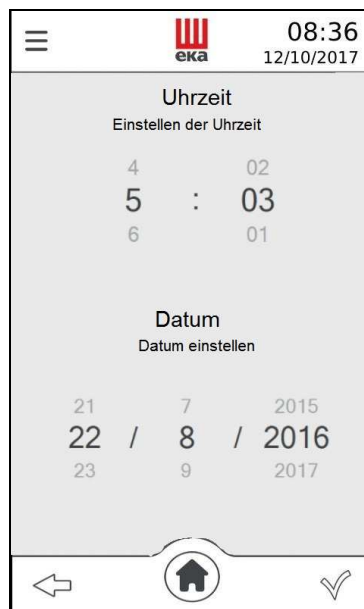 08:36
eка
12/10/2017
Uhrzeit
Einstellen der Uhrzeit
4 02
5 : 03
6 01
Datum
Datum einstellen
21 7 2015
22 / 8 / 2016
23 9 2017